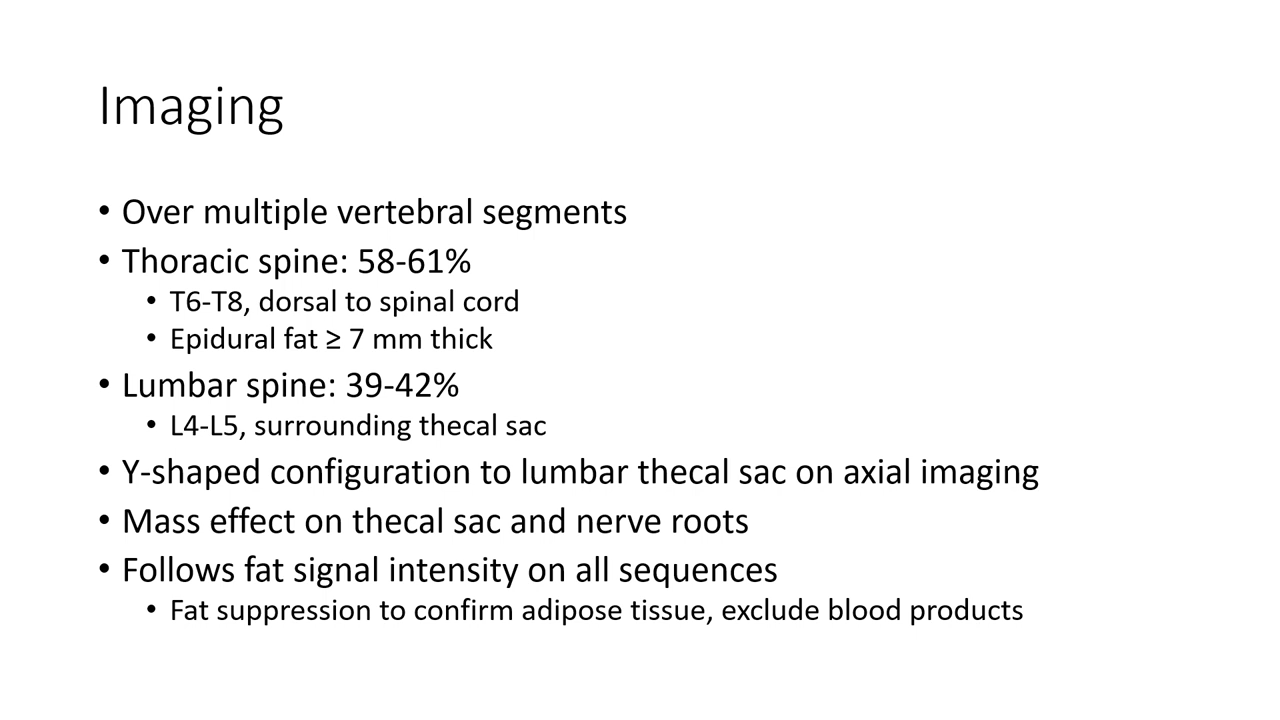 Imaging
• Over multiple vertebral segments
• Thoracic spine: 58-61%
• T6-T8, dorsal to spinal cord
• Epidural fat ≥ 7 mm thick
• Lumbar spine: 39-42%
• L4-L5, surrounding thecal sac
• Y-shaped configuration to lumbar thecal sac on axial imaging
• Mass effect on thecal sac and nerve roots
• Follows fat signal intensity on all sequences
• Fat suppression to confirm adipose tissue, exclude blood products